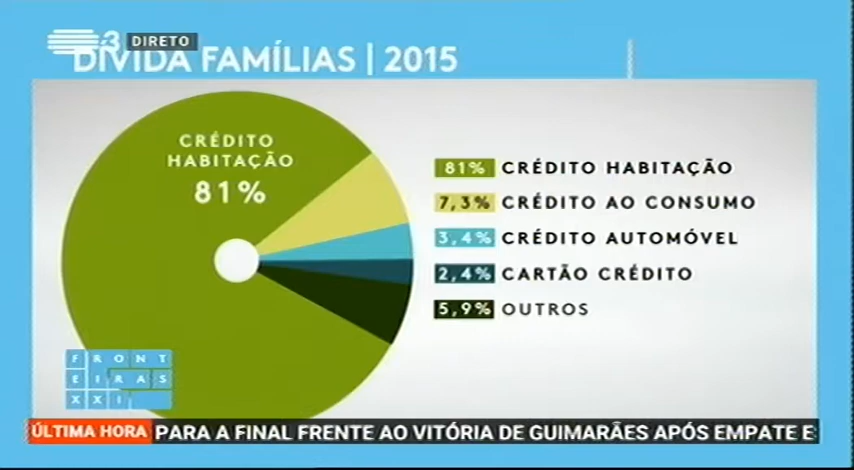 3 DIRETO
DÍVIDA FAMÍLIAS | 2015
CRÉDITO
HABITAÇÃO
81%
81% CRÉDITO HABITAÇÃO
7,3% CRÉDITO AO CONSUMO
3,4% CRÉDITO AUTOMÓVEL
2,4% CARTÃO CRÉDITO
5,9% OUTROS
FRONT
EIRAS
XXI
ÚLTIMA HORA PARA A FINAL FRENTE AO VITÓRIA DE GUIMARÃES APÓS EMPATE E